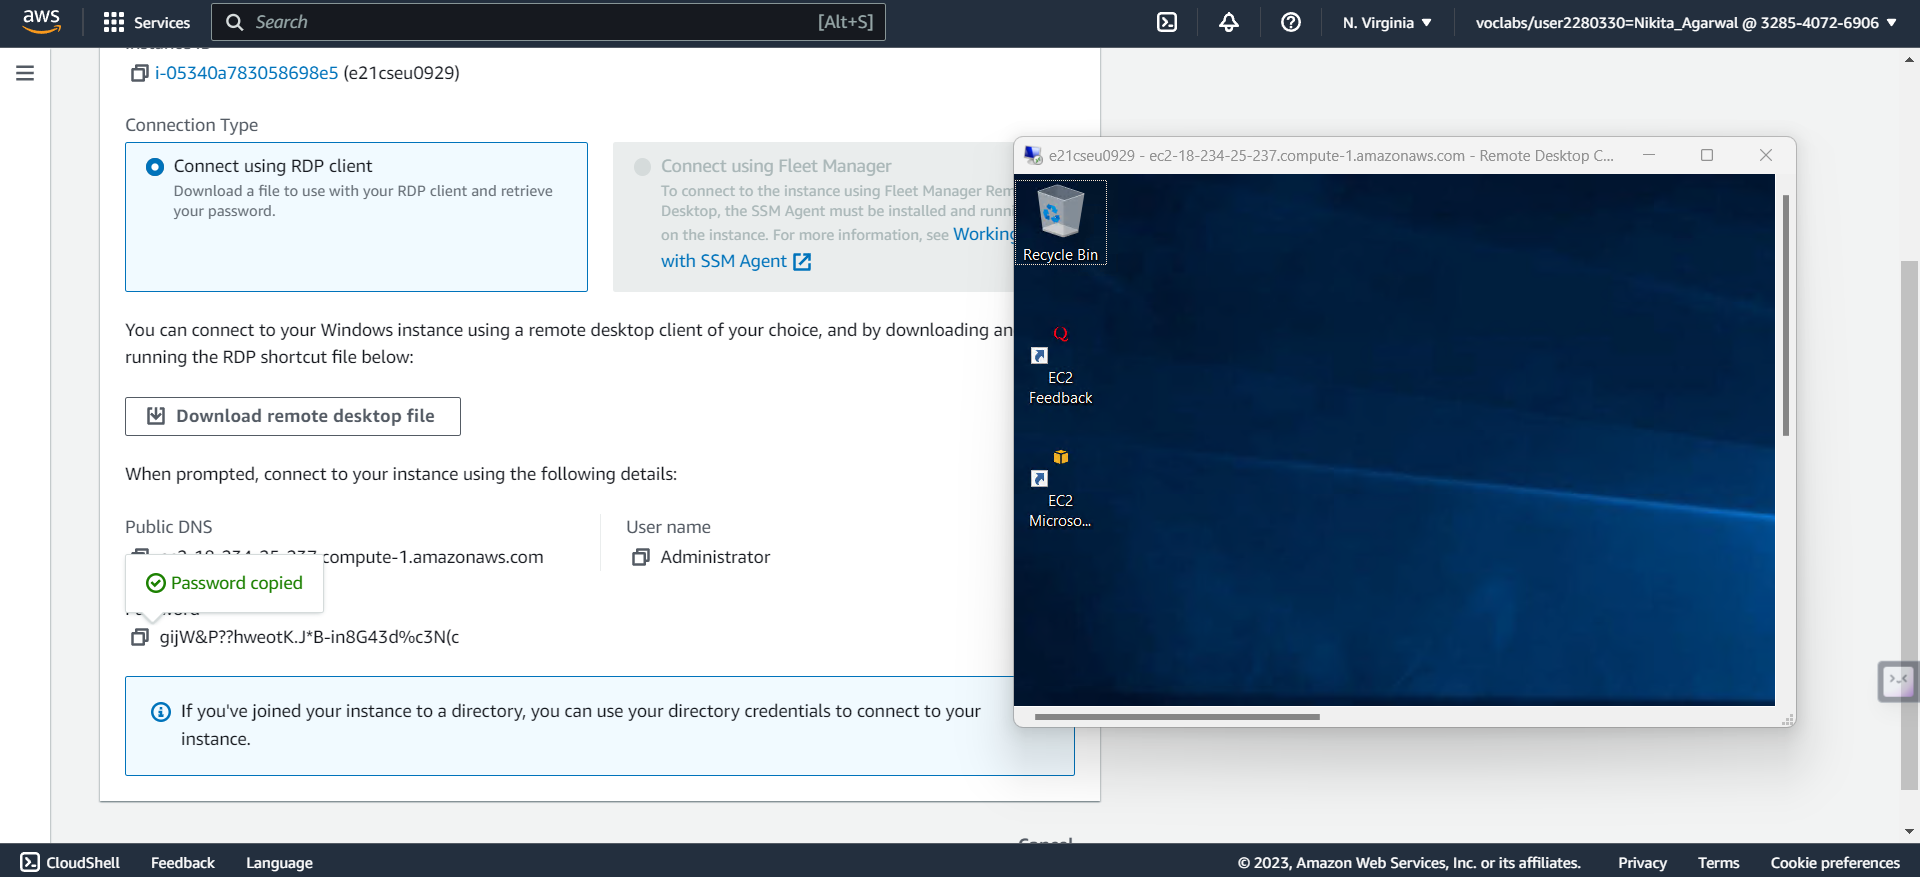 aws
Services
Search
[Alt+S]
N. Virginia
voclabs/user2280330=Nikita_Agarwal @ 3285-4072-6906
i-05340a783058698e5 (e21cseu0929)
Connection Type
Connect using RDP client
Download a file to use with your RDP client and retrieve
your password.
Connect using Fleet Manager
To connect to the instance using Fleet Manager Rem
Desktop, the SSM Agent must be installed and runn
on the instance. For more information, see Working
with SSM Agent
You can connect to your Windows instance using a remote desktop client of your choice, and by downloading an
running the RDP shortcut file below:
Download remote desktop file
When prompted, connect to your instance using the following details:
Public DNS
ec2-18-234-25-237.compute-1.amazonaws.com
User name
Administrator
Password copied
Password
gijW&P??hweotK.J*B-in8G43d%c3N(c
If you've joined your instance to a directory, you can use your directory credentials to connect to your
instance.
Cancel
e21cseu0929 - ec2-18-234-25-237.compute-1.amazonaws.com - Remote Desktop C...
Recycle Bin
EC2
Feedback
EC2
Microso...
CloudShell
Feedback
Language
© 2023, Amazon Web Services, Inc. or its affiliates.
Privacy
Terms
Cookie preferences